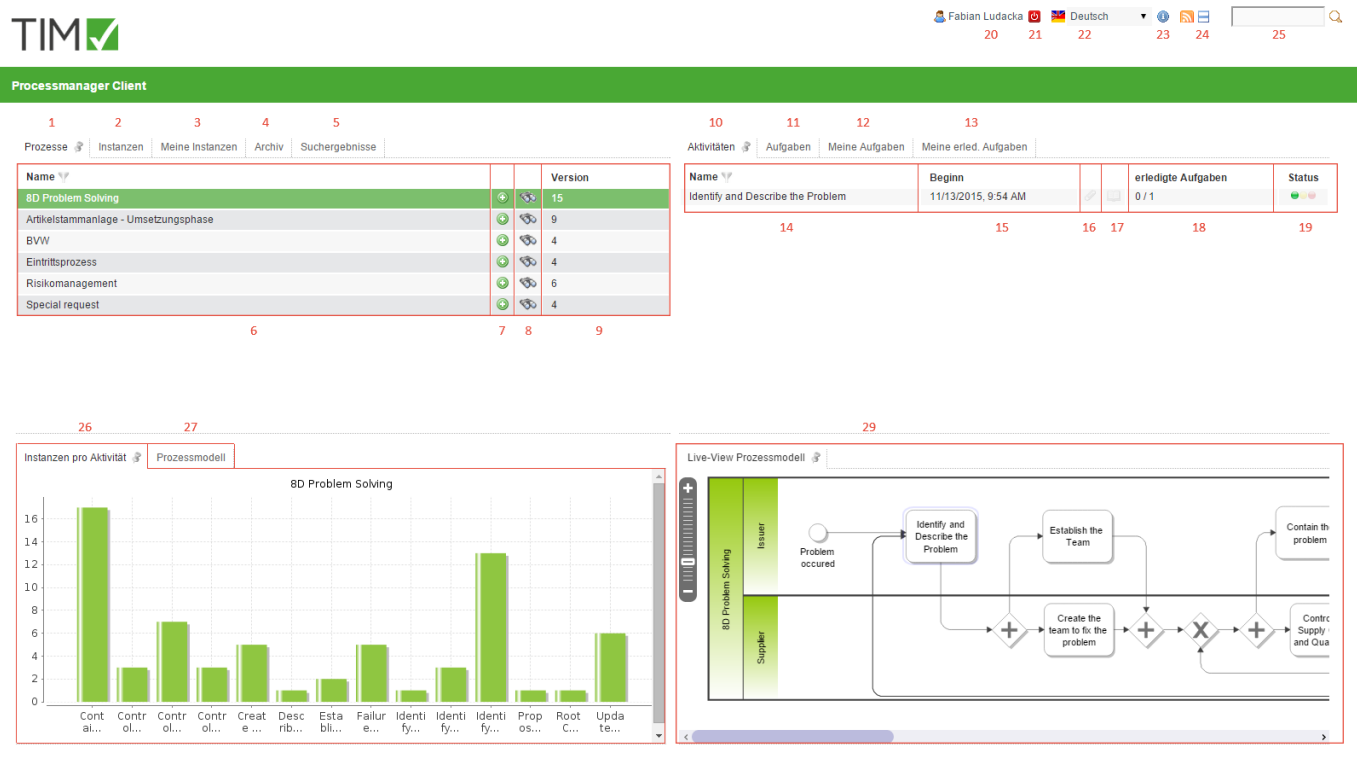 TIM
Fabian Ludacka Deutsch
20 21 22 23 24 25
Processmanager Client
1 2 3 4 5
Prozesse Instanzen Meine Instanzen Archiv Suchergebnisse
Name Version
8D Problem Solving 15
Artikelstammanlage - Umsetzungsphase 9
BVW 4
Eintrittsprozess 4
Risikomanagement 6
Special request 4
6 7 8 9
10 11 12 13
Aktivitäten Aufgaben Meine Aufgaben Meine erled. Aufgaben
Name Beginn erledigte Aufgaben Status
Identify and Describe the Problem 11/13/2015, 9:54 AM 0 / 1
14 15 16 17 18 19
26 27
Instanzen pro Aktivität Prozessmodell
8D Problem Solving
16
14
12
10
8
6
4
2
0
Cont Contr Contr Contr Creat Desc Esta Failur Identi Identi Identi Prop Root Upda
ai... ol... ol... ol... e ... rib... bli... e... fy... fy... fy... os... C... te...
29
Live-View Prozessmodell
8D Problem Solving
Issuer
Supplier
Problem
occured
Identify and
Describe the
Problem
Establish the
Team
Contain th
problem
Create the
team to fix the
problem
X
Contro
Supply
and Qua